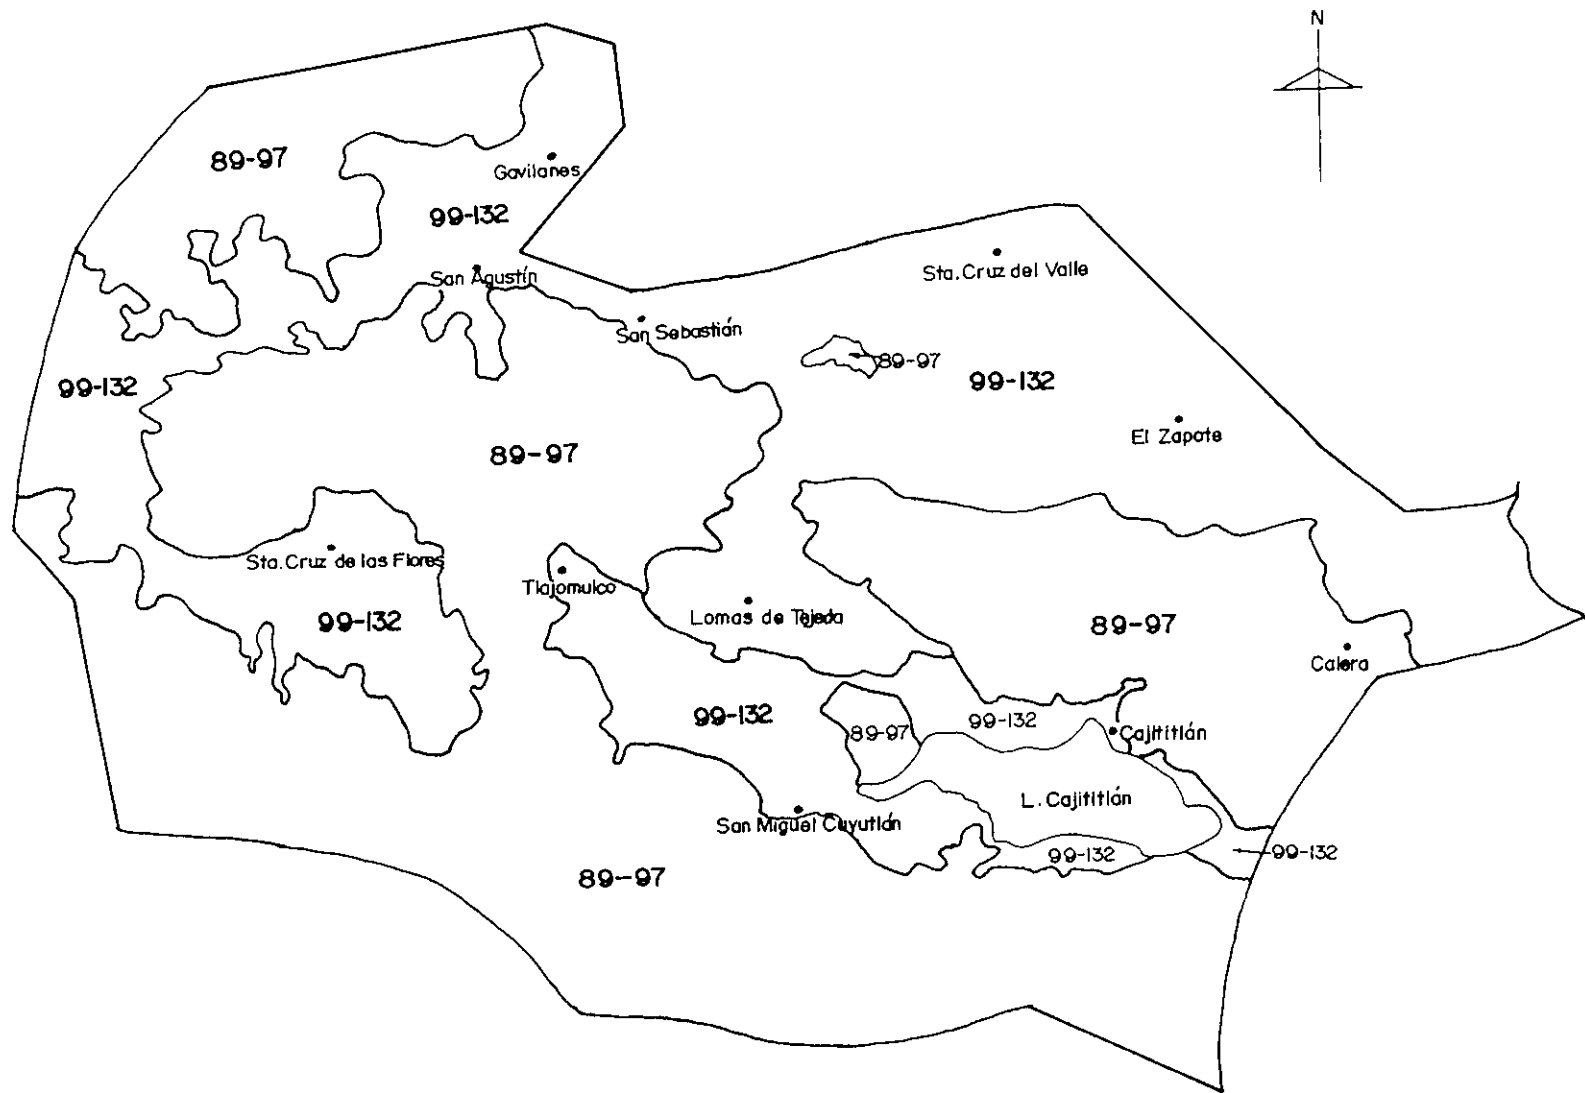 N
89-97
Gavilanes
99-132
Sta. Cruz del Valle
San Agustín
San Sebastián
89-97
99-132
99-132
El Zapote
89-97
Sta. Cruz de las Flores
Tlajomulco
Lomas de Tejeda
99-132
89-97
Calera
99-132
99-132
89-97
Cajititlán
L. Cajititlán
San Miguel Cuyutlán
99-132
99-132
89-97